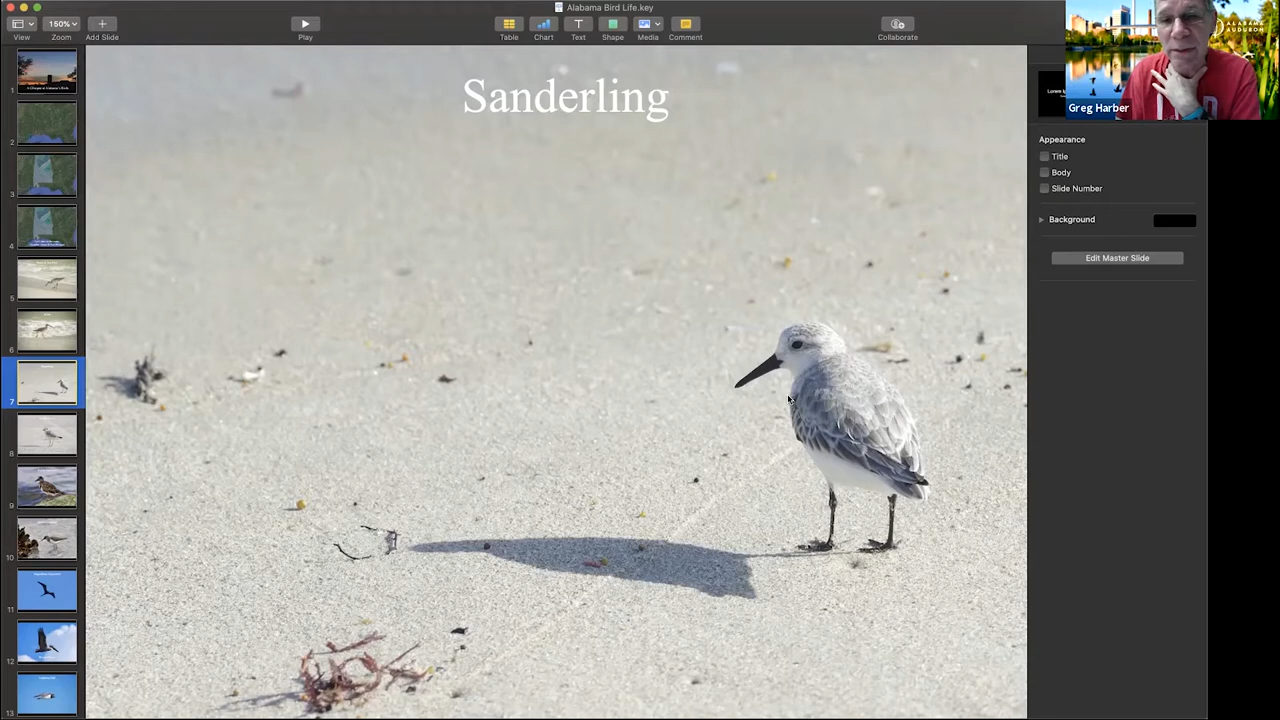 Alabama Bird Life.key
150%
View
Zoom
Add Slide
Play
Table
Chart
Text
Shape
Media
Comment
Collaborate
ALABAMA
AUDUBON
Greg Harber
Sanderling
Appearance
Title
Body
Slide Number
Background
Edit Master Slide
1
2
3
4
5
6
7
8
9
10
11
12
13